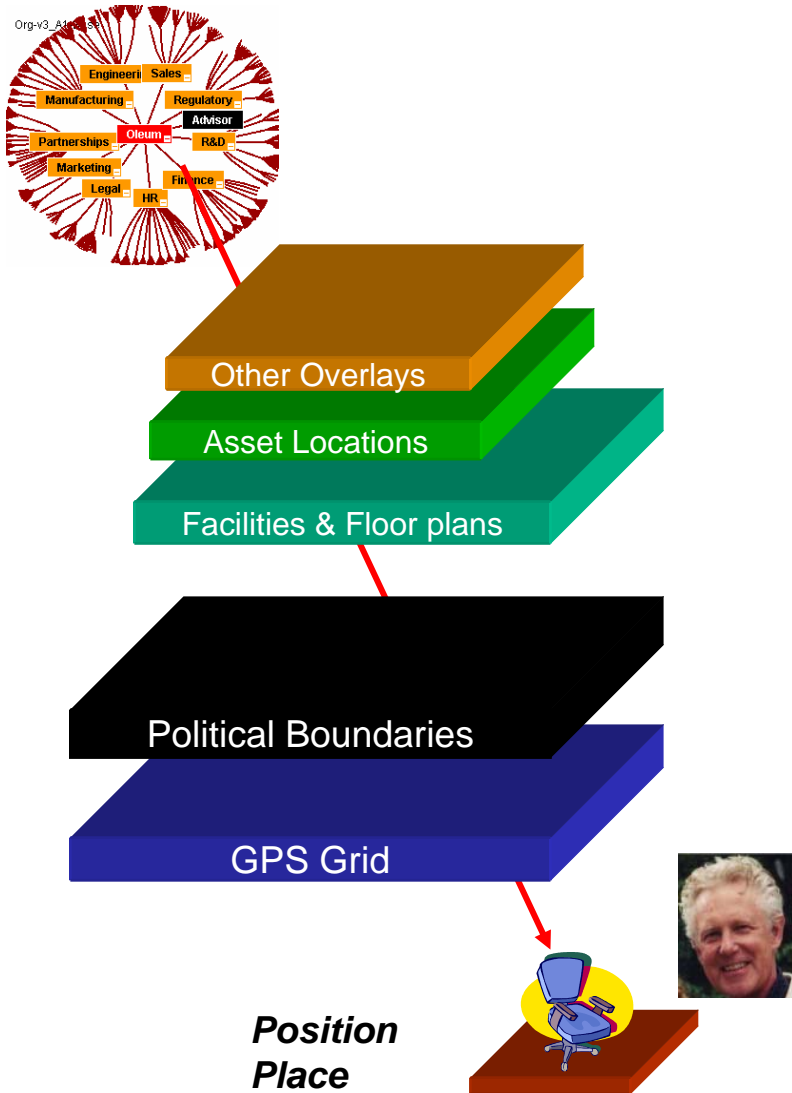 Engineeri Sales
Manufacturing
Regulatory
Advisor
Oleum
Partnerships
R&D
Marketing
Finance
Legal
HR
Other Overlays
Asset Locations
Facilities & Floor plans
Political Boundaries
GPS Grid
Position
Place